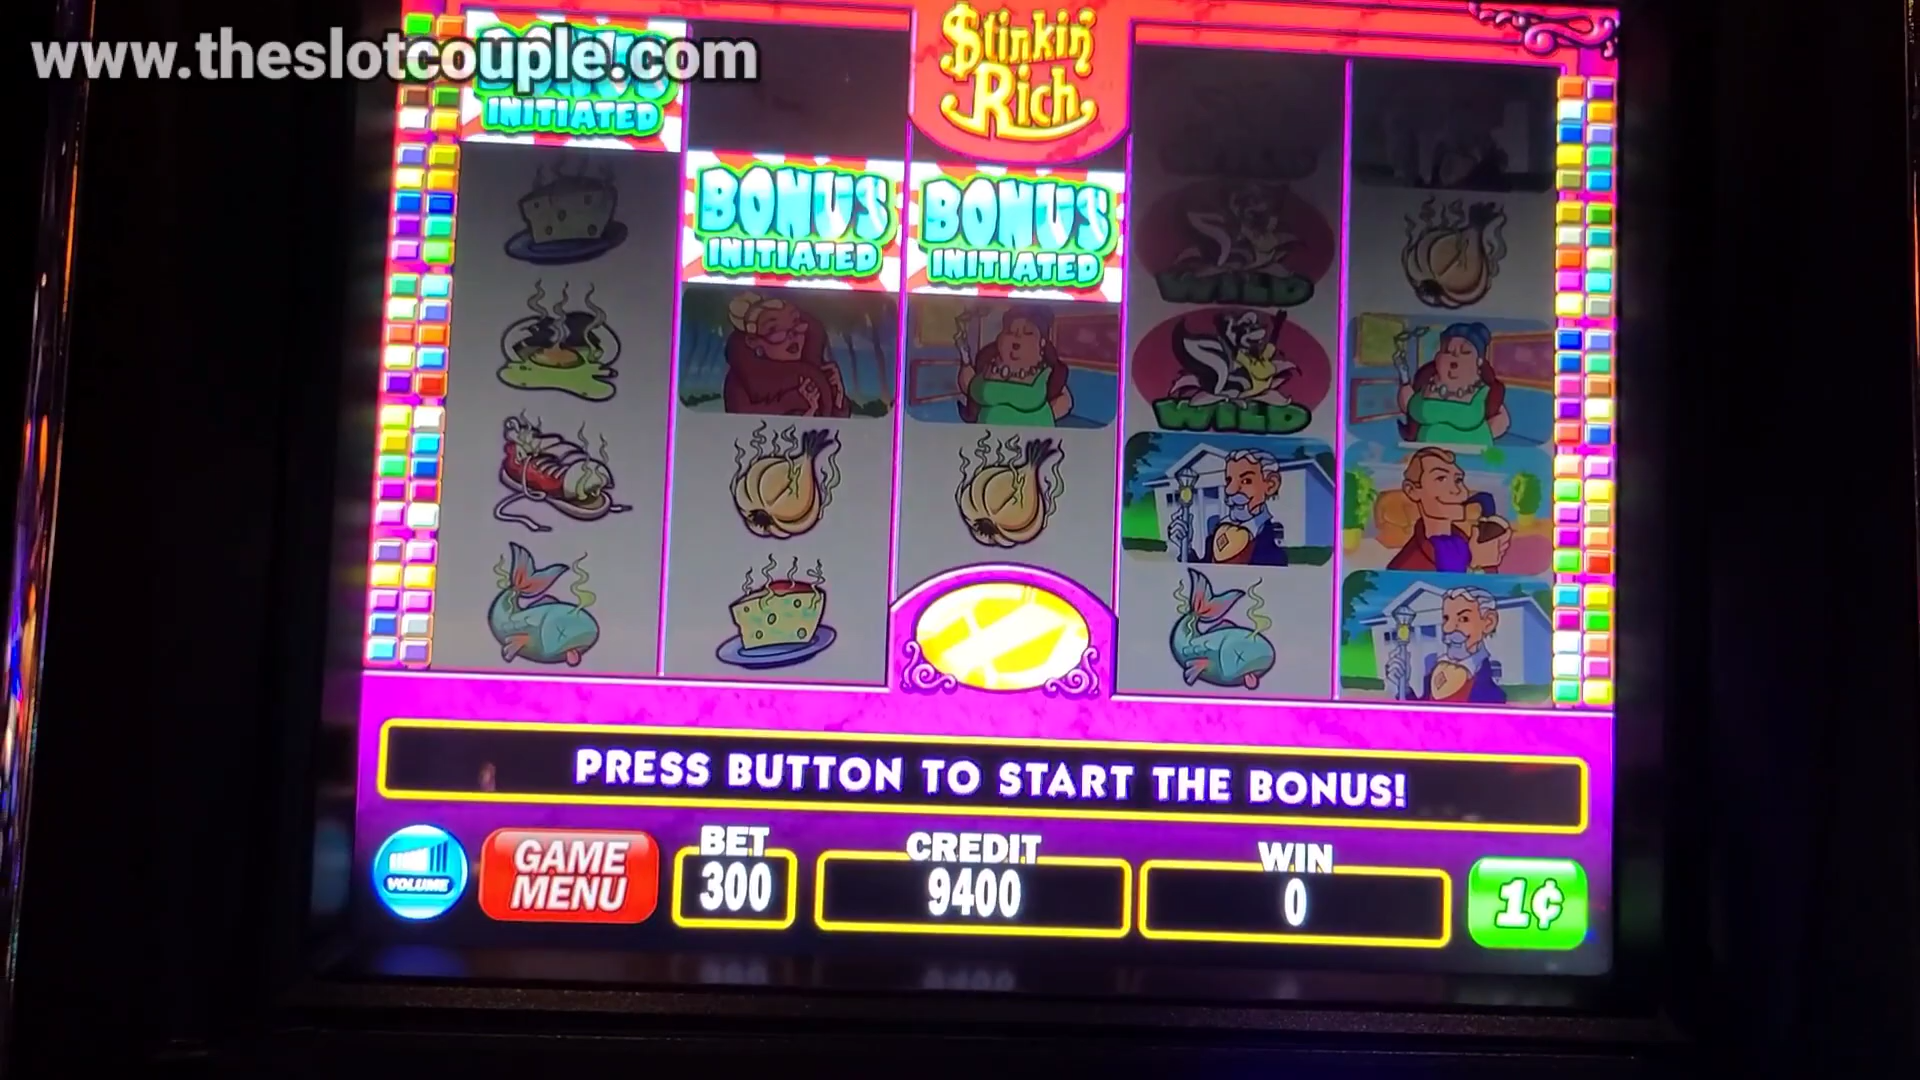 www.theslotcouple.com
$tinkin'
Rich
BONUS
INITIATED
BONUS
INITIATED
BONUS
INITIATED
WILD
WILD
PRESS BUTTON TO START THE BONUS!
VOLUME
GAME
MENU
BET
300
CREDIT
9400
WIN
0
1¢